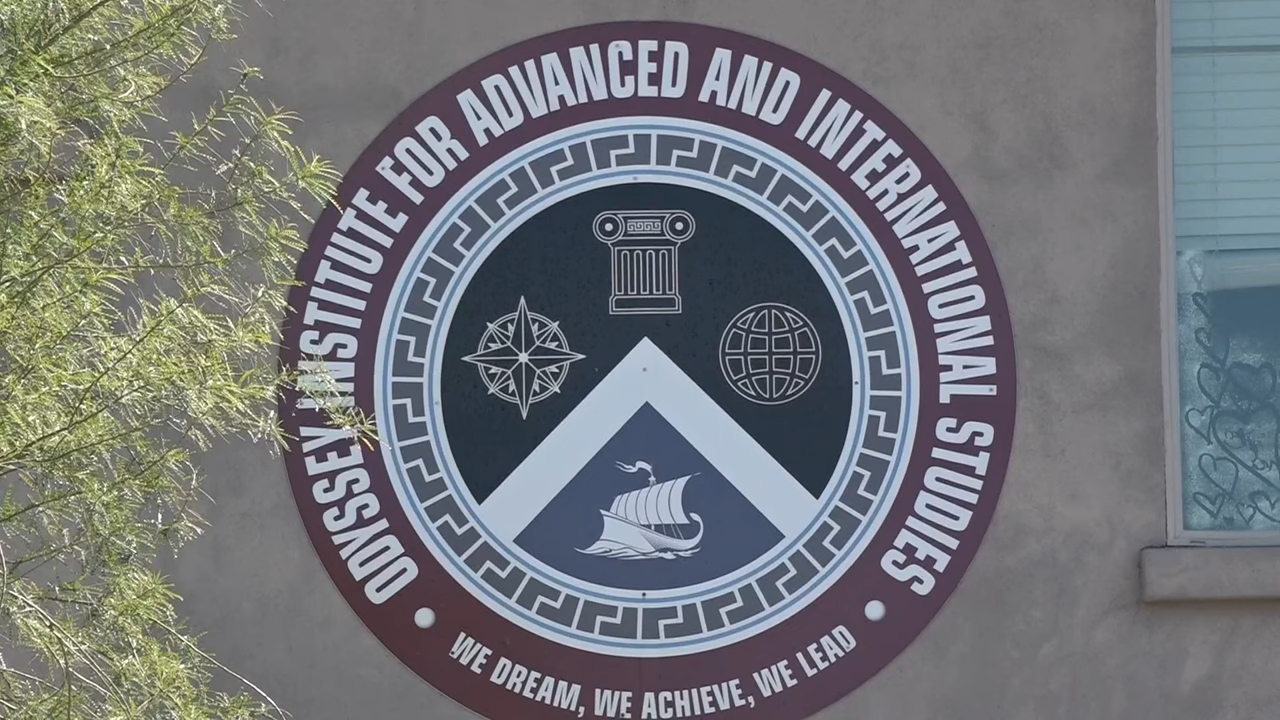 ODYSSEY INSTITUTE FOR ADVANCED AND INTERNATIONAL STUDIES
WE DREAM, WE ACHIEVE, WE LEAD